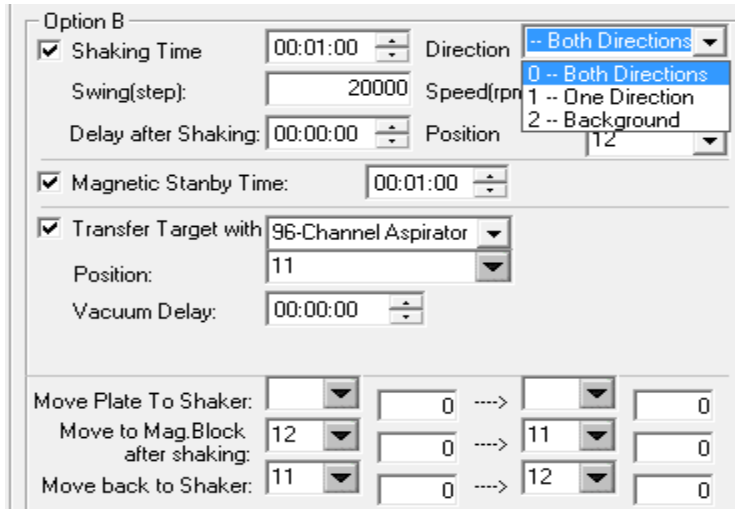 Option B
Shaking Time 00:01:00 Direction -- Both Directions
0 -- Both Directions
Swing(step): 20000 Speed(rpn
1 -- One Direction
2 -- Background
Delay after Shaking: 00:00:00 Position 12
Magnetic Stanby Time: 00:01:00
Transfer Target with 96-Channel Aspirator
Position: 11
Vacuum Delay: 00:00:00
Move Plate To Shaker: 0 ----> 0
Move to Mag.Block
after shaking: 12 0 ----> 11 0
Move back to Shaker: 11 0 ----> 12 0